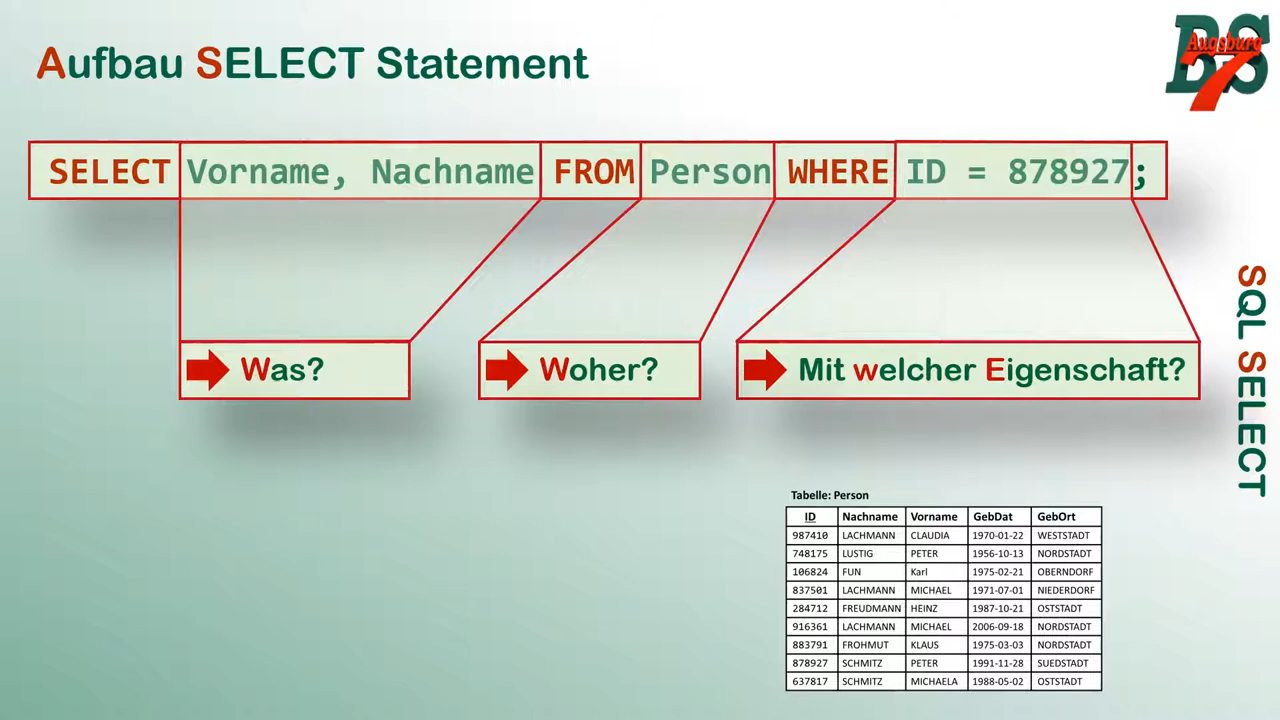 Aufbau SELECT Statement
BS
Augsburg
7
SELECT Vorname, Nachname FROM Person WHERE ID = 878927;
Was?
Woher?
Mit welcher Eigenschaft?
SQL SELECT
Tabelle: Person
ID Nachname Vorname GebDat GebOrt
987410 LACHMANN CLAUDIA 1970-01-22 WESTSTADT
748175 LUSTIG PETER 1956-10-13 NORDSTADT
106824 FUN Karl 1975-02-21 OBERNDORF
837501 LACHMANN MICHAEL 1971-07-01 NIEDERDORF
284712 FREUDMANN HEINZ 1987-10-21 OSTSTADT
916361 LACHMANN MICHAEL 2006-09-18 NORDSTADT
883791 FROHMUT KLAUS 1975-03-03 NORDSTADT
878927 SCHMITZ PETER 1991-11-28 SUEDSTADT
637817 SCHMITZ MICHAELA 1988-05-02 OSTSTADT